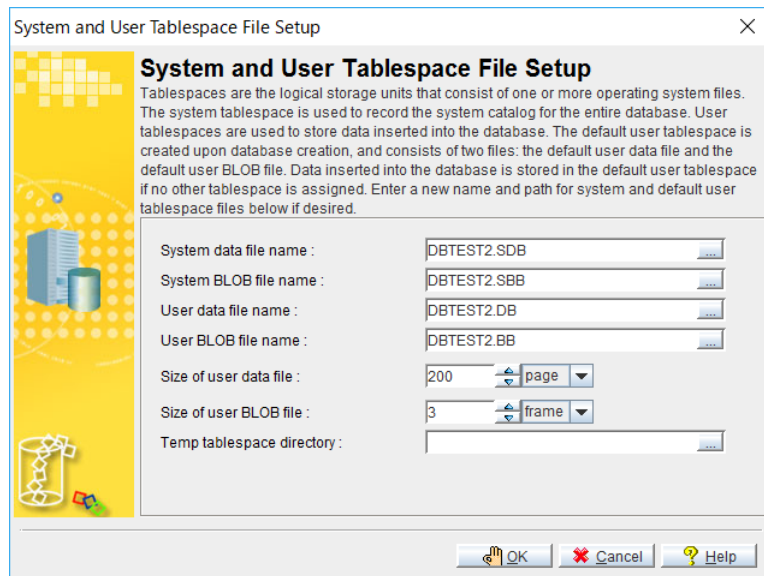 System and User Tablespace File Setup
System and User Tablespace File Setup
Tablespaces are the logical storage units that consist of one or more operating system files.
The system tablespace is used to record the system catalog for the entire database. User
tablespaces are used to store data inserted into the database. The default user tablespace is
created upon database creation, and consists of two files: the default user data file and the
default user BLOB file. Data inserted into the database is stored in the default user tablespace
if no other tablespace is assigned. Enter a new name and path for system and default user
tablespace files below if desired.
System data file name : DBTEST2.SDB ...
System BLOB file name : DBTEST2.SBB ...
User data file name : DBTEST2.DB ...
User BLOB file name : DBTEST2.BB ...
Size of user data file : 200 page
Size of user BLOB file : 3 frame
Temp tablespace directory : ...
OK Cancel Help